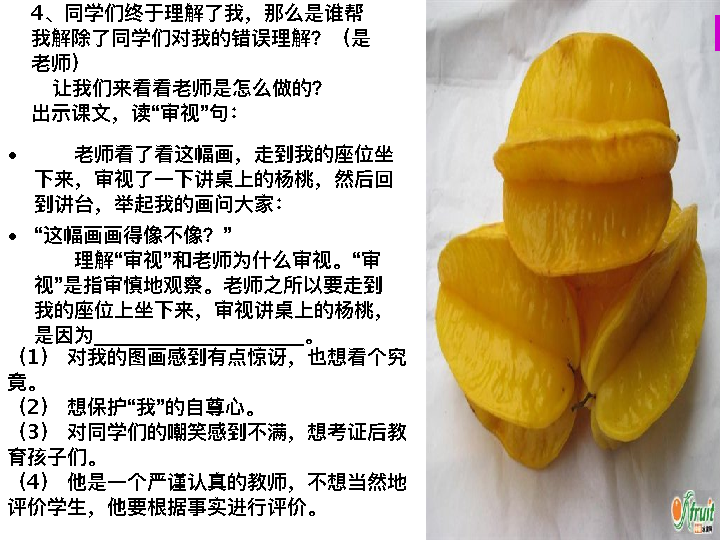 4、同学们终于理解了我，那么是谁帮
我解除了同学们对我的错误理解？（是
老师）
让我们来看看老师是怎么做的？
出示课文，读“审视”句：
• 老师看了看这幅画，走到我的座位坐
下来，审视了一下讲桌上的杨桃，然后回
到讲台，举起我的画问大家：
• “这幅画画得像不像？”
理解“审视”和老师为什么审视。“审
视”是指审慎地观察。老师之所以要走到
我的座位上坐下来，审视讲桌上的杨桃，
是因为____________________。
（1） 对我的图画感到有点惊讶，也想看个究
竟。
（2） 想保护“我”的自尊心。
（3） 对同学们的嘲笑感到不满，想考证后教
育孩子们。
（4） 他是一个严谨认真的教师，不想当然地
评价学生，他要根据事实进行评价。
fruit